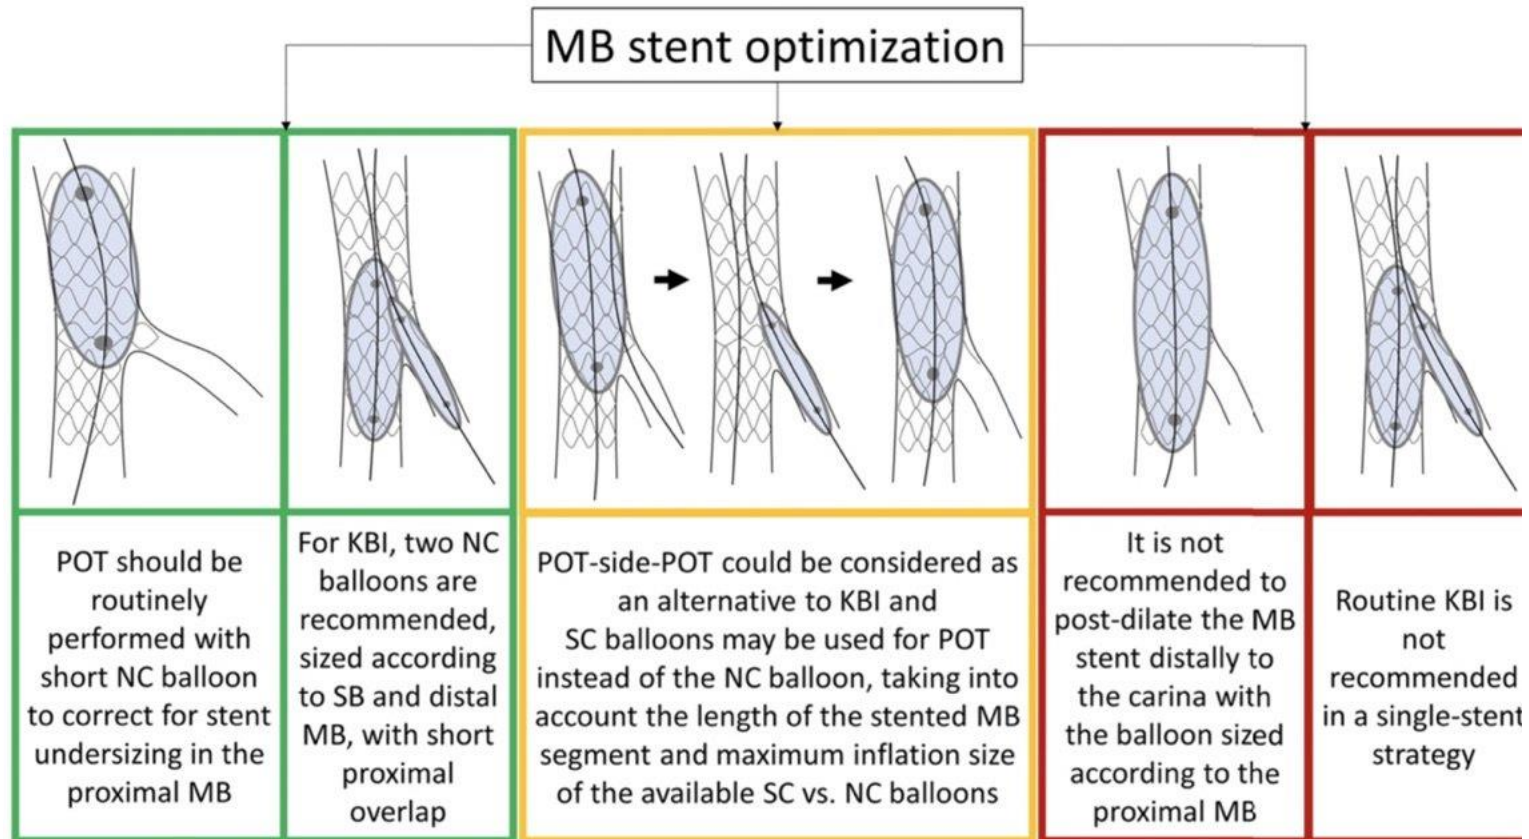 MB stent optimization
POT should be
routinely
performed with
short NC balloon
to correct for stent
undersizing in the
proximal MB
For KBI, two NC
balloons are
recommended,
sized according
to SB and distal
MB, with short
proximal
overlap
POT-side-POT could be considered as
an alternative to KBI and
SC balloons may be used for POT
instead of the NC balloon, taking into
account the length of the stented MB
segment and maximum inflation size
of the available SC vs. NC balloons
It is not
recommended to
post-dilate the MB
stent distally to
the carina with
the balloon sized
according to the
proximal MB
Routine KBI is
not
recommended
in a single-stent
strategy